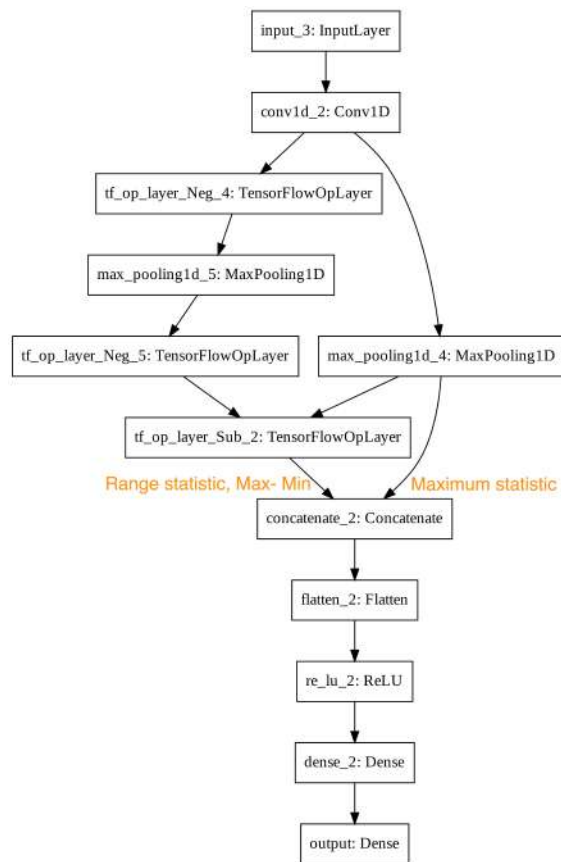 input_3: InputLayer
conv1d_2: Conv1D
tf_op_layer_Neg_4: TensorFlowOpLayer
max_pooling1d_5: MaxPooling1D
tf_op_layer_Neg_5: TensorFlowOpLayer
max_pooling1d_4: MaxPooling1D
tf_op_layer_Sub_2: TensorFlowOpLayer
Range statistic, Max- Min
Maximum statistic
concatenate_2: Concatenate
flatten_2: Flatten
re_lu_2: ReLU
dense_2: Dense
output: Dense